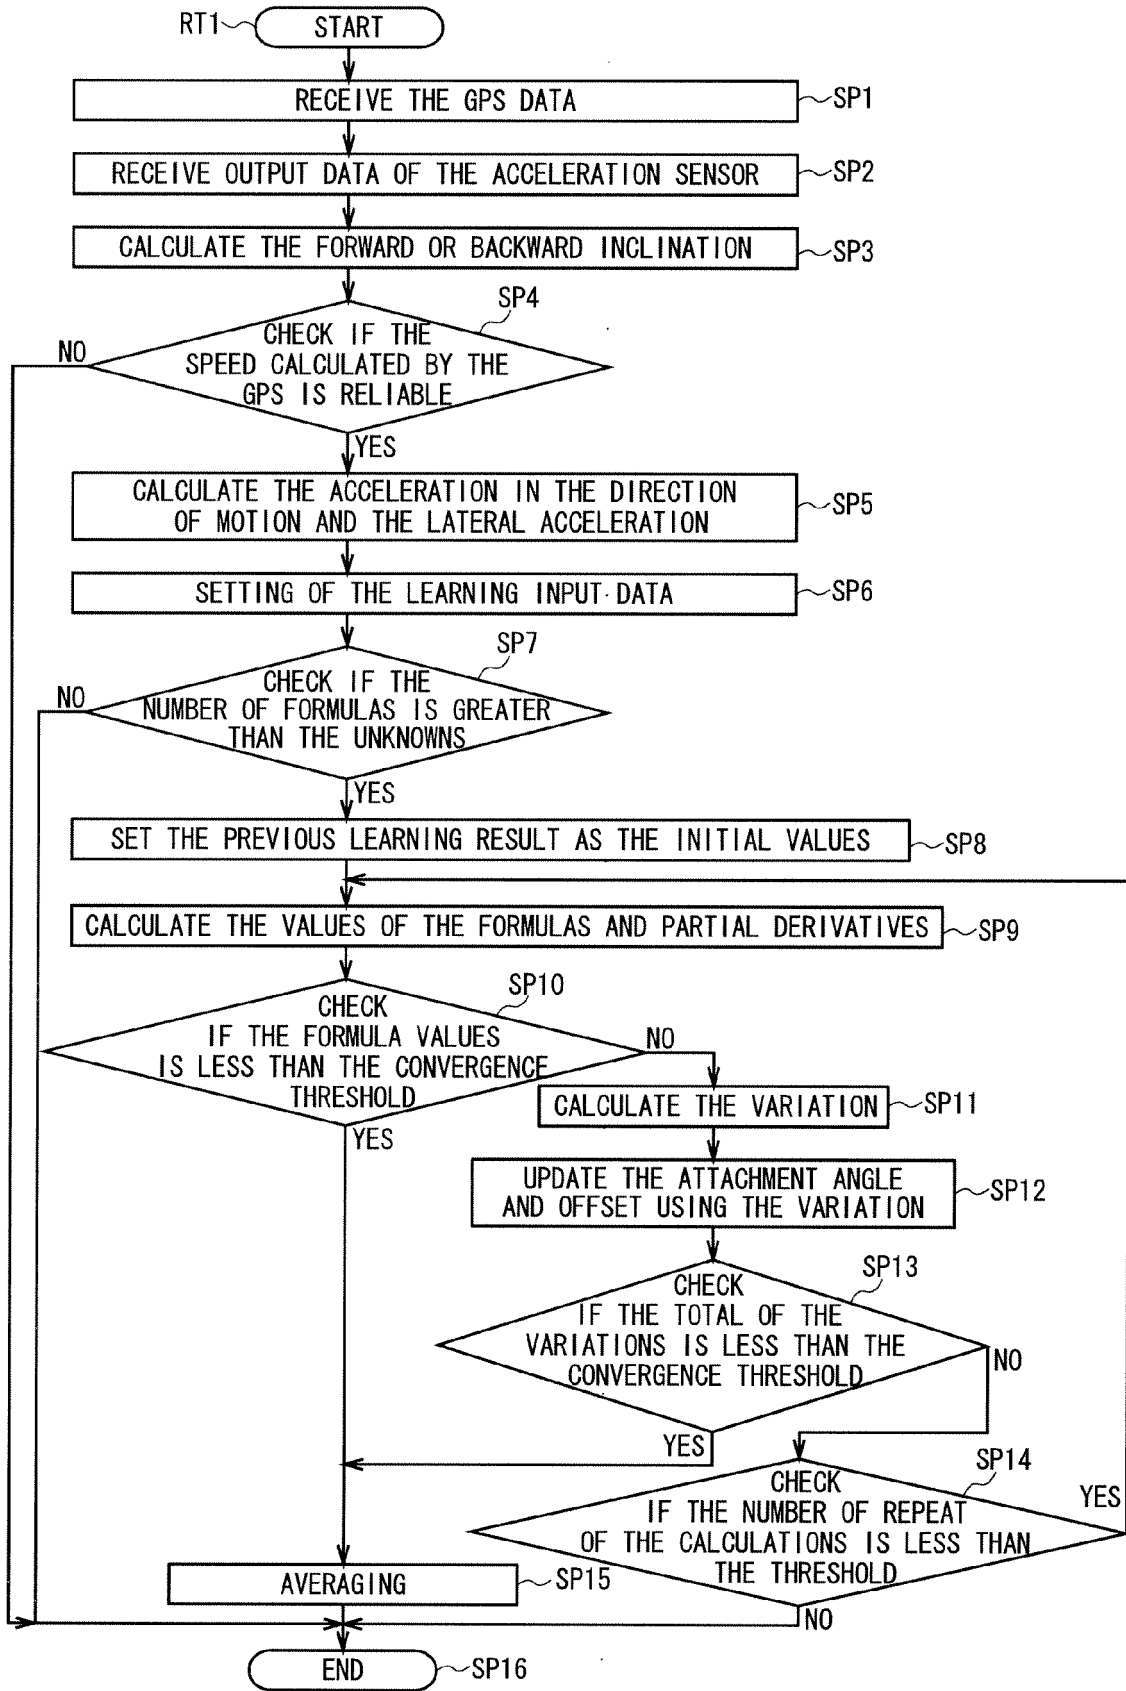 RT1
START
RECEIVE THE GPS DATA
SP1
RECEIVE OUTPUT DATA OF THE ACCELERATION SENSOR
SP2
CALCULATE THE FORWARD OR BACKWARD INCLINATION
SP3
SP4
CHECK IF THE
SPEED CALCULATED BY THE
GPS IS RELIABLE
NO
YES
CALCULATE THE ACCELERATION IN THE DIRECTION
OF MOTION AND THE LATERAL ACCELERATION
SP5
SETTING OF THE LEARNING INPUT DATA
SP6
SP7
CHECK IF THE
NUMBER OF FORMULAS IS GREATER
THAN THE UNKNOWNS
NO
YES
SET THE PREVIOUS LEARNING RESULT AS THE INITIAL VALUES
SP8
CALCULATE THE VALUES OF THE FORMULAS AND PARTIAL DERIVATIVES
SP9
SP10
CHECK
IF THE FORMULA VALUES
IS LESS THAN THE CONVERGENCE
THRESHOLD
NO
YES
CALCULATE THE VARIATION
SP11
UPDATE THE ATTACHMENT ANGLE
AND OFFSET USING THE VARIATION
SP12
SP13
CHECK
IF THE TOTAL OF THE
VARIATIONS IS LESS THAN THE
CONVERGENCE THRESHOLD
NO
YES
SP14
CHECK
IF THE NUMBER OF REPEAT
OF THE CALCULATIONS IS LESS THAN
THE THRESHOLD
YES
NO
AVERAGING
SP15
END
SP16